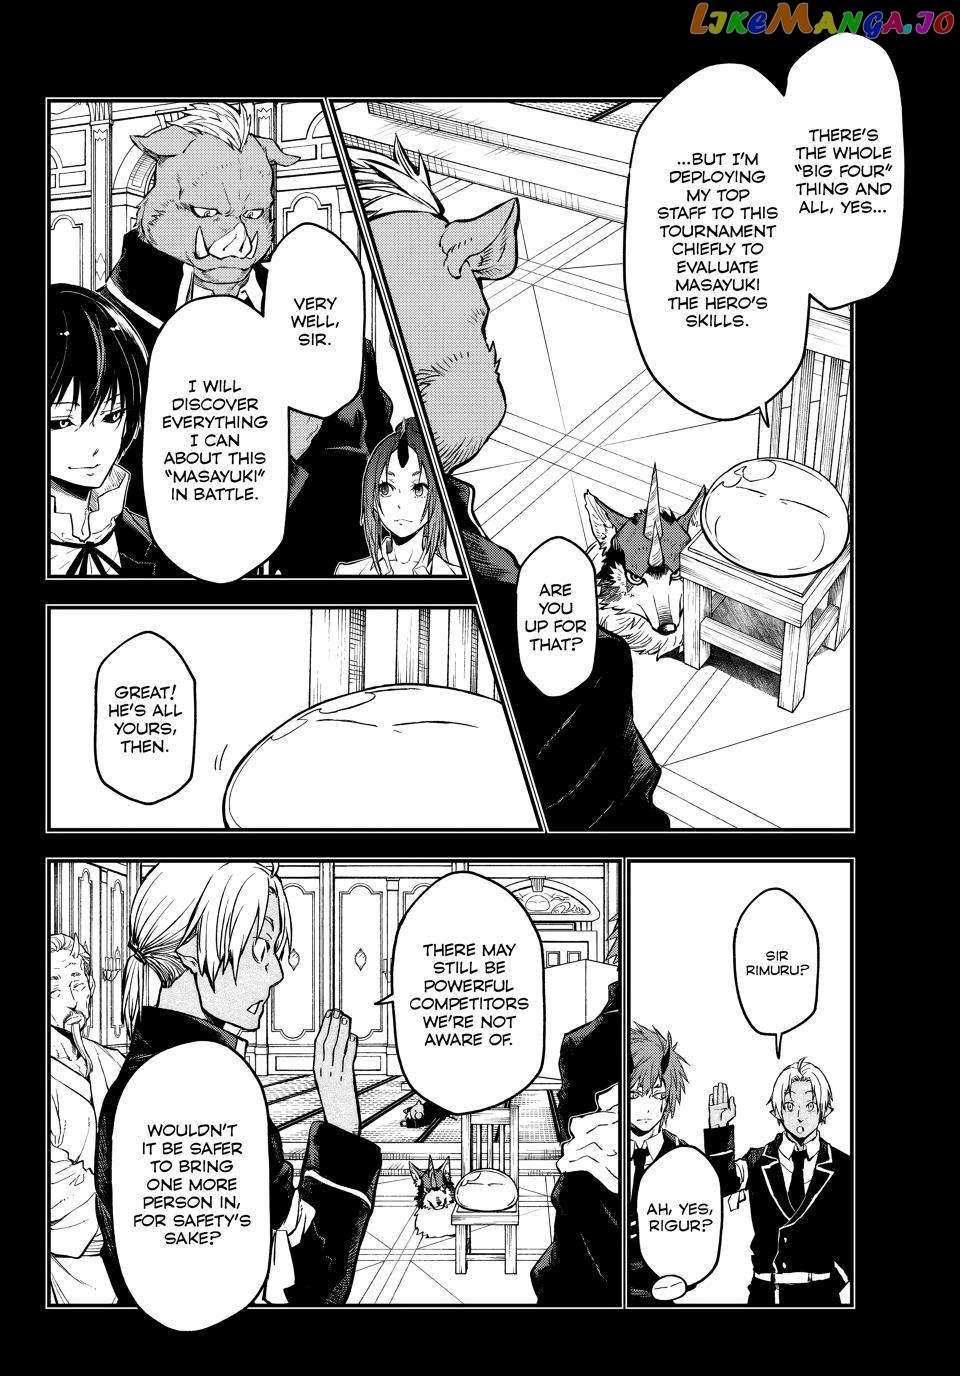 LIKEMANGA.IO
THERE'S
THE WHOLE
"BIG FOUR"
THING AND
ALL, YES...
...BUT I'M
DEPLOYING
MY TOP
STAFF TO THIS
TOURNAMENT
CHIEFLY TO
EVALUATE
MASAYUKI
THE HERO'S
SKILLS.
ARE
YOU
UP FOR
THAT?
VERY
WELL,
SIR.
I WILL
DISCOVER
EVERYTHING
I CAN
ABOUT THIS
"MASAYUKI"
IN BATTLE.
GREAT!
HE'S ALL
YOURS,
THEN.
SIR
RIMURU?
AH, YES,
RIGUR?
THERE MAY
STILL BE
POWERFUL
COMPETITORS
WE'RE NOT
AWARE OF.
WOULDN'T
IT BE SAFER
TO BRING
ONE MORE
PERSON IN,
FOR SAFETY'S
SAKE?